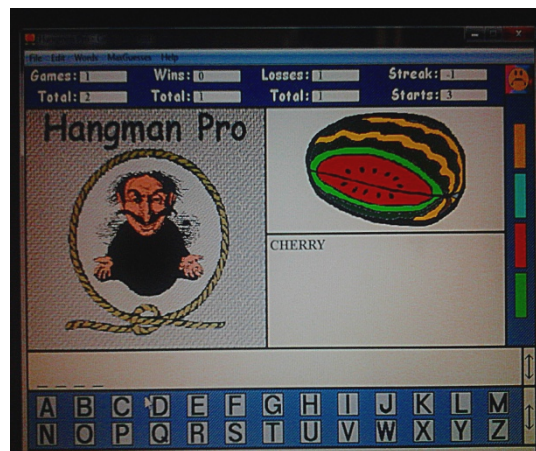 File Edit Words MaxGuesses Help
Games: 1 Wins: 0 Losses: 1 Streak: -1
Total: 2 Total: 1 Total: 1 Starts: 3
Hangman Pro
CHERRY
_ _ _ _
A B C D E F G H I J K L M
N O P Q R S T U V W X Y Z